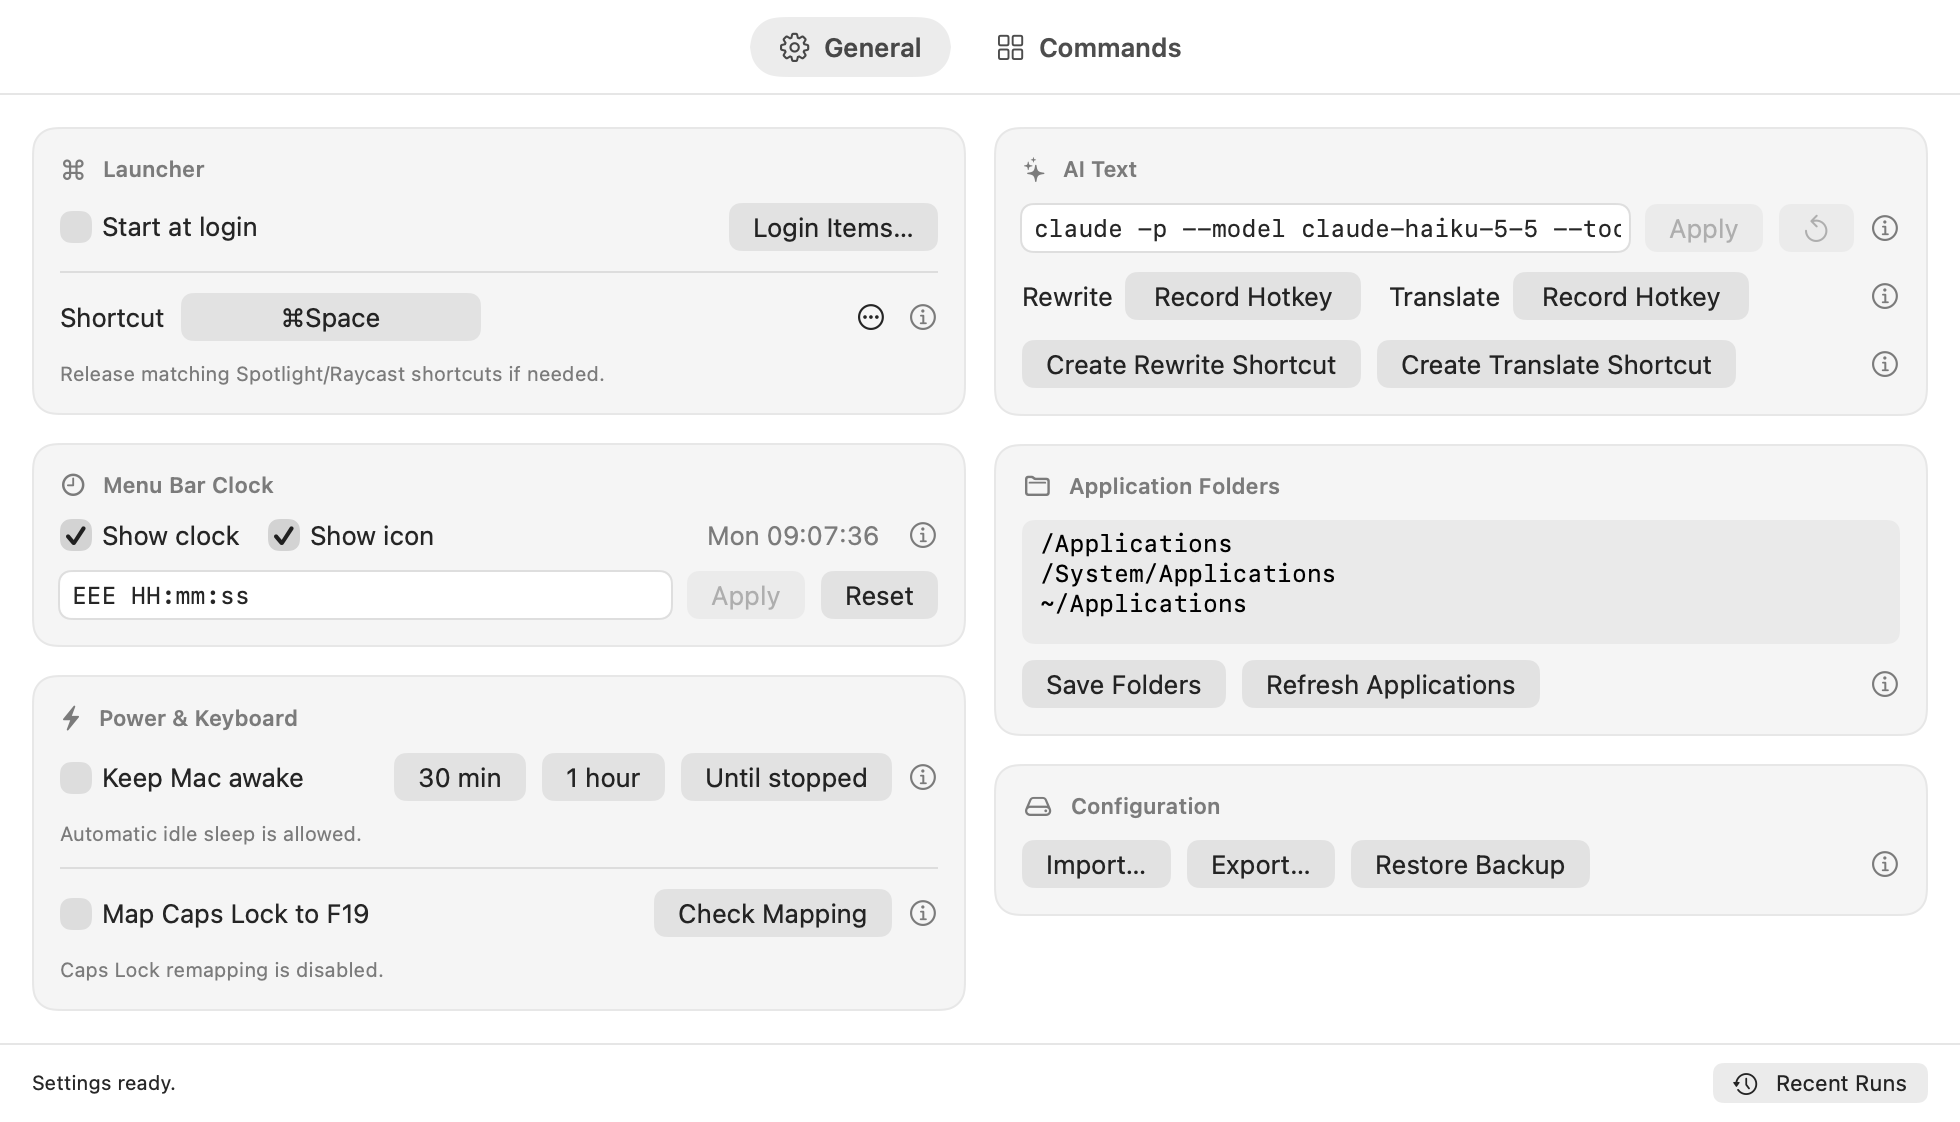 General
Commands
Launcher
Start at login
Login Items...
Shortcut
⌘Space
Release matching Spotlight/Raycast shortcuts if needed.
Menu Bar Clock
Show clock
Show icon
Mon 09:07:36
EEE HH:mm:ss
Apply
Reset
Power & Keyboard
Keep Mac awake
30 min
1 hour
Until stopped
Automatic idle sleep is allowed.
Map Caps Lock to F19
Check Mapping
Caps Lock remapping is disabled.
AI Text
claude -p --model claude-haiku-5-5 --too
Apply
Rewrite
Record Hotkey
Translate
Record Hotkey
Create Rewrite Shortcut
Create Translate Shortcut
Application Folders
/Applications
/System/Applications
~/Applications
Save Folders
Refresh Applications
Configuration
Import...
Export...
Restore Backup
Settings ready.
Recent Runs